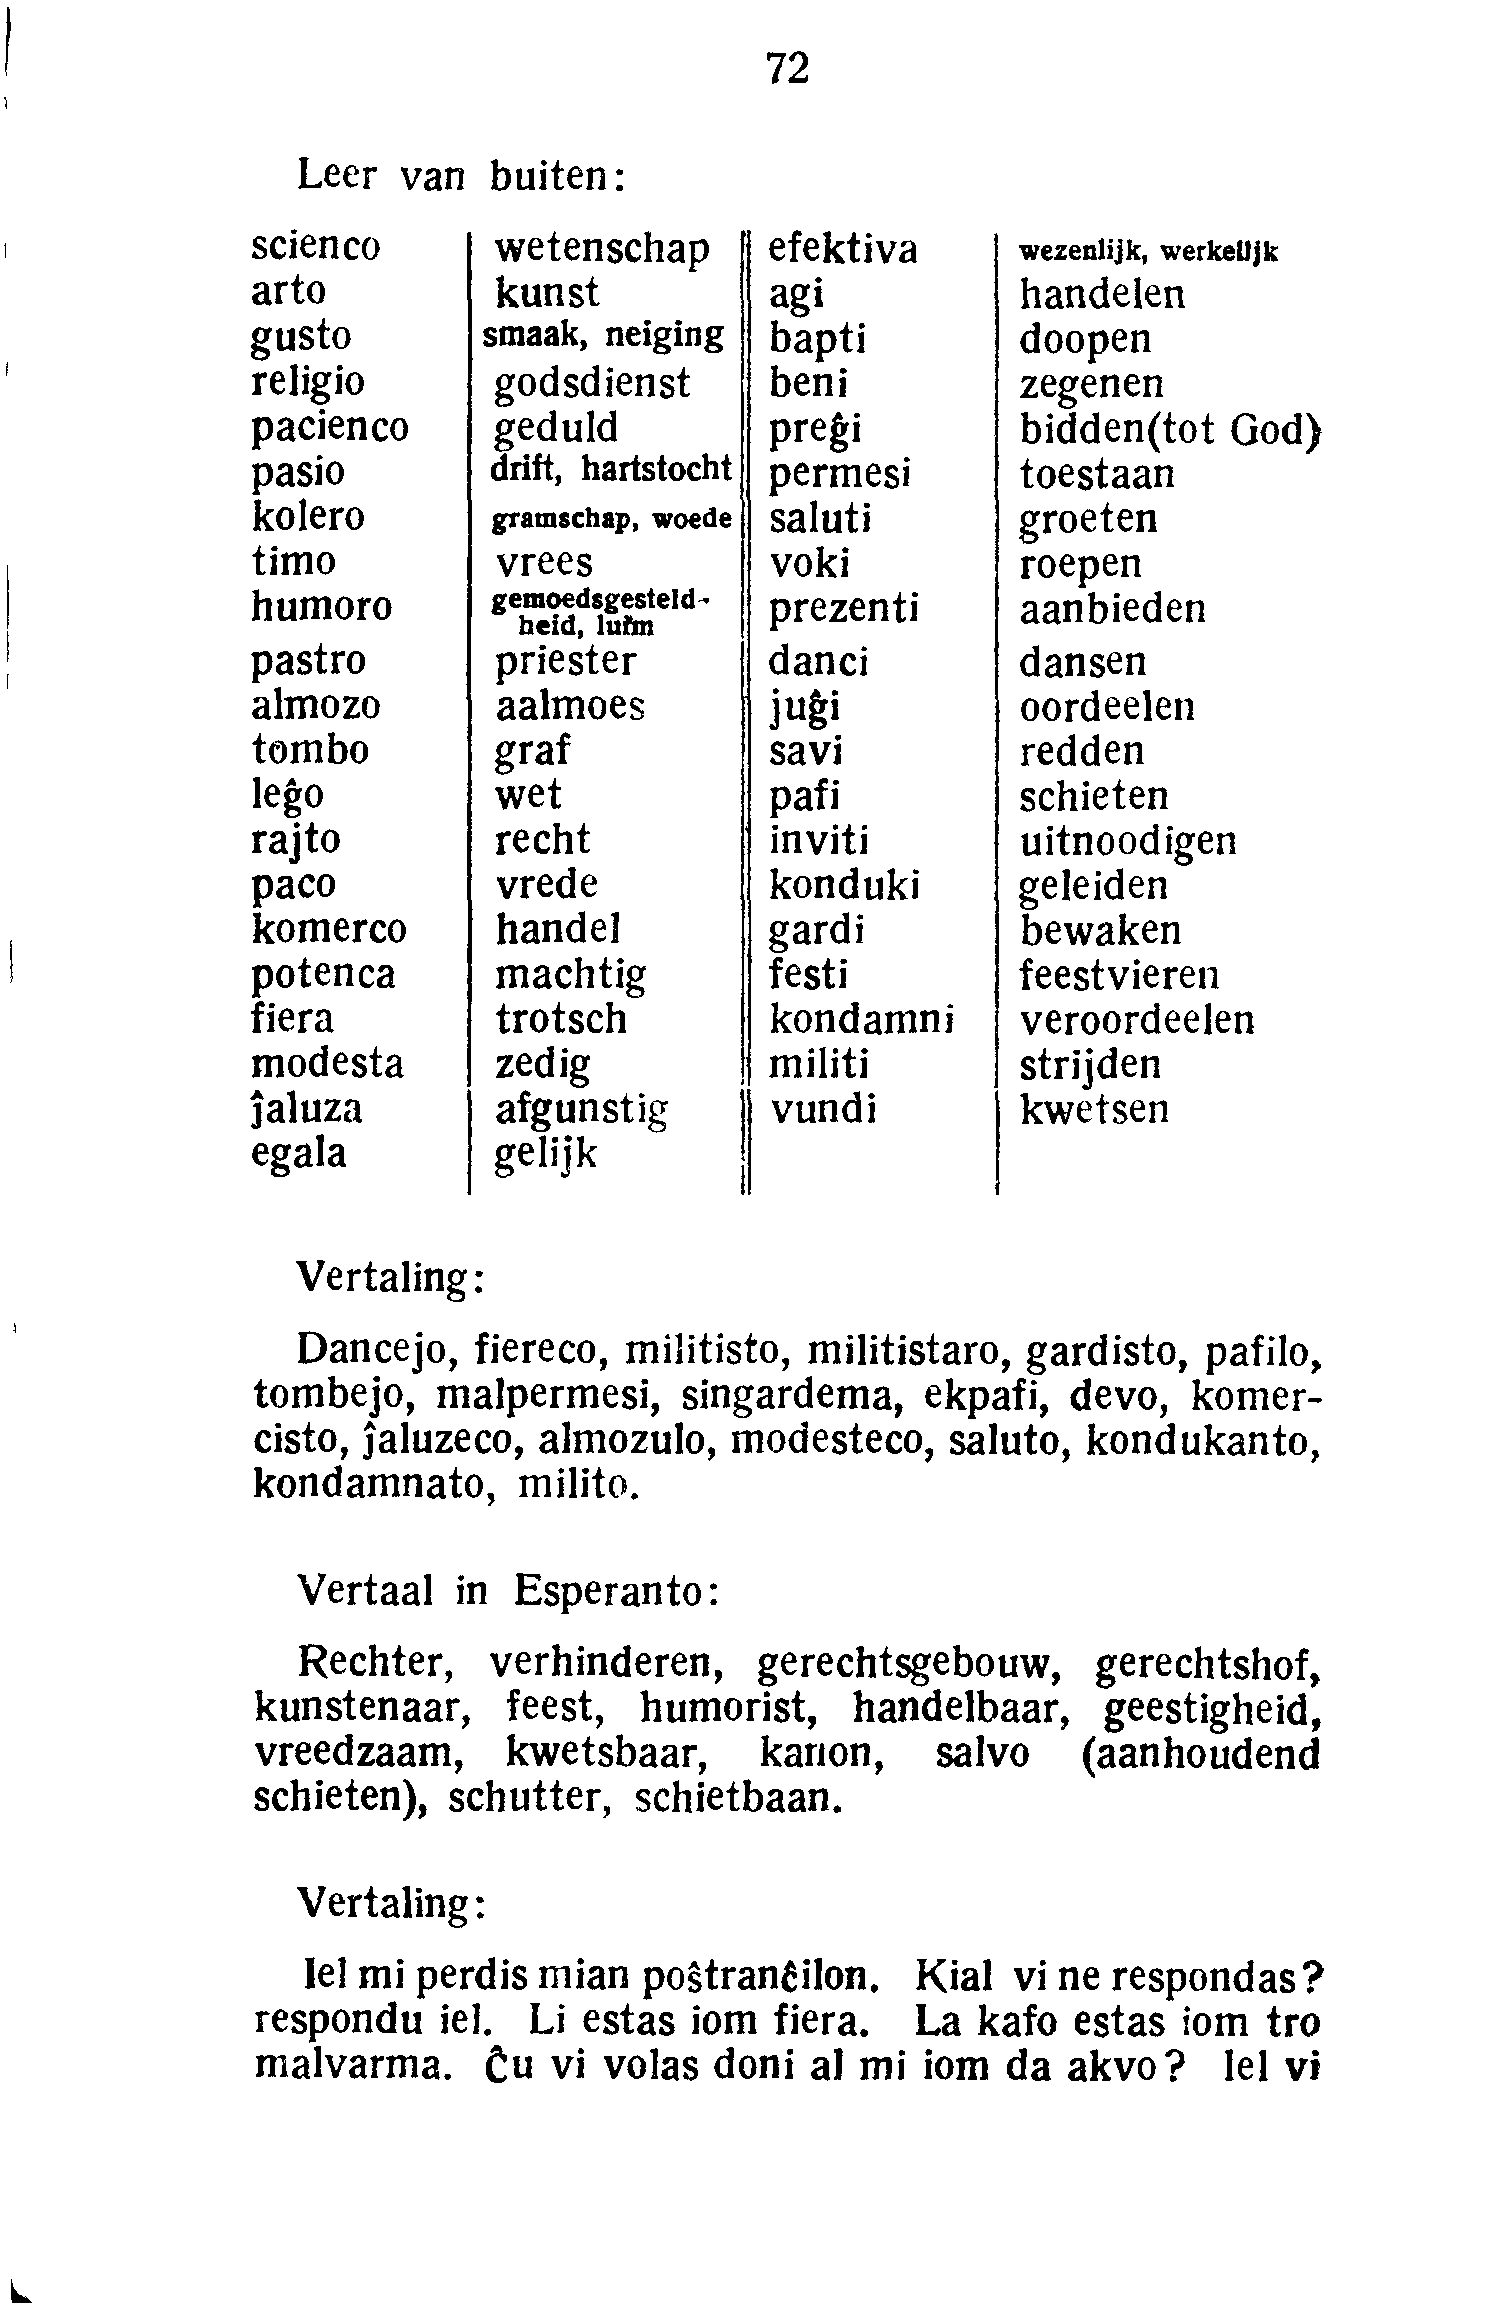 72
Leer van buiten:
scienco wetenschap efektiva wezenlijk, werkelijk
arto kunst agi handelen
gusto smaak, neiging bapti doopen
religio godsdienst beni zegenen
pacienco geduld preĝi bidden(tot God)
pasio drift, hartstocht permesi toestaan
kolero gramschap, woede saluti groeten
timo vrees voki roepen
humoro gemoedsgesteld- prezenti aanbieden
heid, luim
pastro priester danci dansen
almozo aalmoes juĝi oordeelen
tombo graf savi redden
leĝo wet pafi schieten
rajto recht inviti uitnoodigen
paco vrede konduki geleiden
komerco handel gardi bewaken
potenca machtig festi feestvieren
fiera trotsch kondamni veroordeelen
modesta zedig militi strijden
ĵaluza afgunstig vundi kwetsen
egala gelijk
Vertaling:
Dancejo, fiereco, militisto, militistaro, gardisto, pafilo,
tombejo, malpermesi, singardema, ekpafi, devo, komer-
cisto, ĵaluzeco, almozulo, modesteco, saluto, kondukanto,
kondamnato, milito.
Vertaal in Esperanto:
Rechter, verhinderen, gerechtsgebouw, gerechtshof,
kunstenaar, feest, humorist, handelbaar, geestigheid,
vreedzaam, kwetsbaar, kanon, salvo (aanhoudend
schieten), schutter, schietbaan.
Vertaling:
Iel mi perdis mian poŝtranĉilon. Kial vi ne respondas?
respondu iel. Li estas iom fiera. La kafo estas iom tro
malvarma. Ĉu vi volas doni al mi iom da akvo? Iel vi